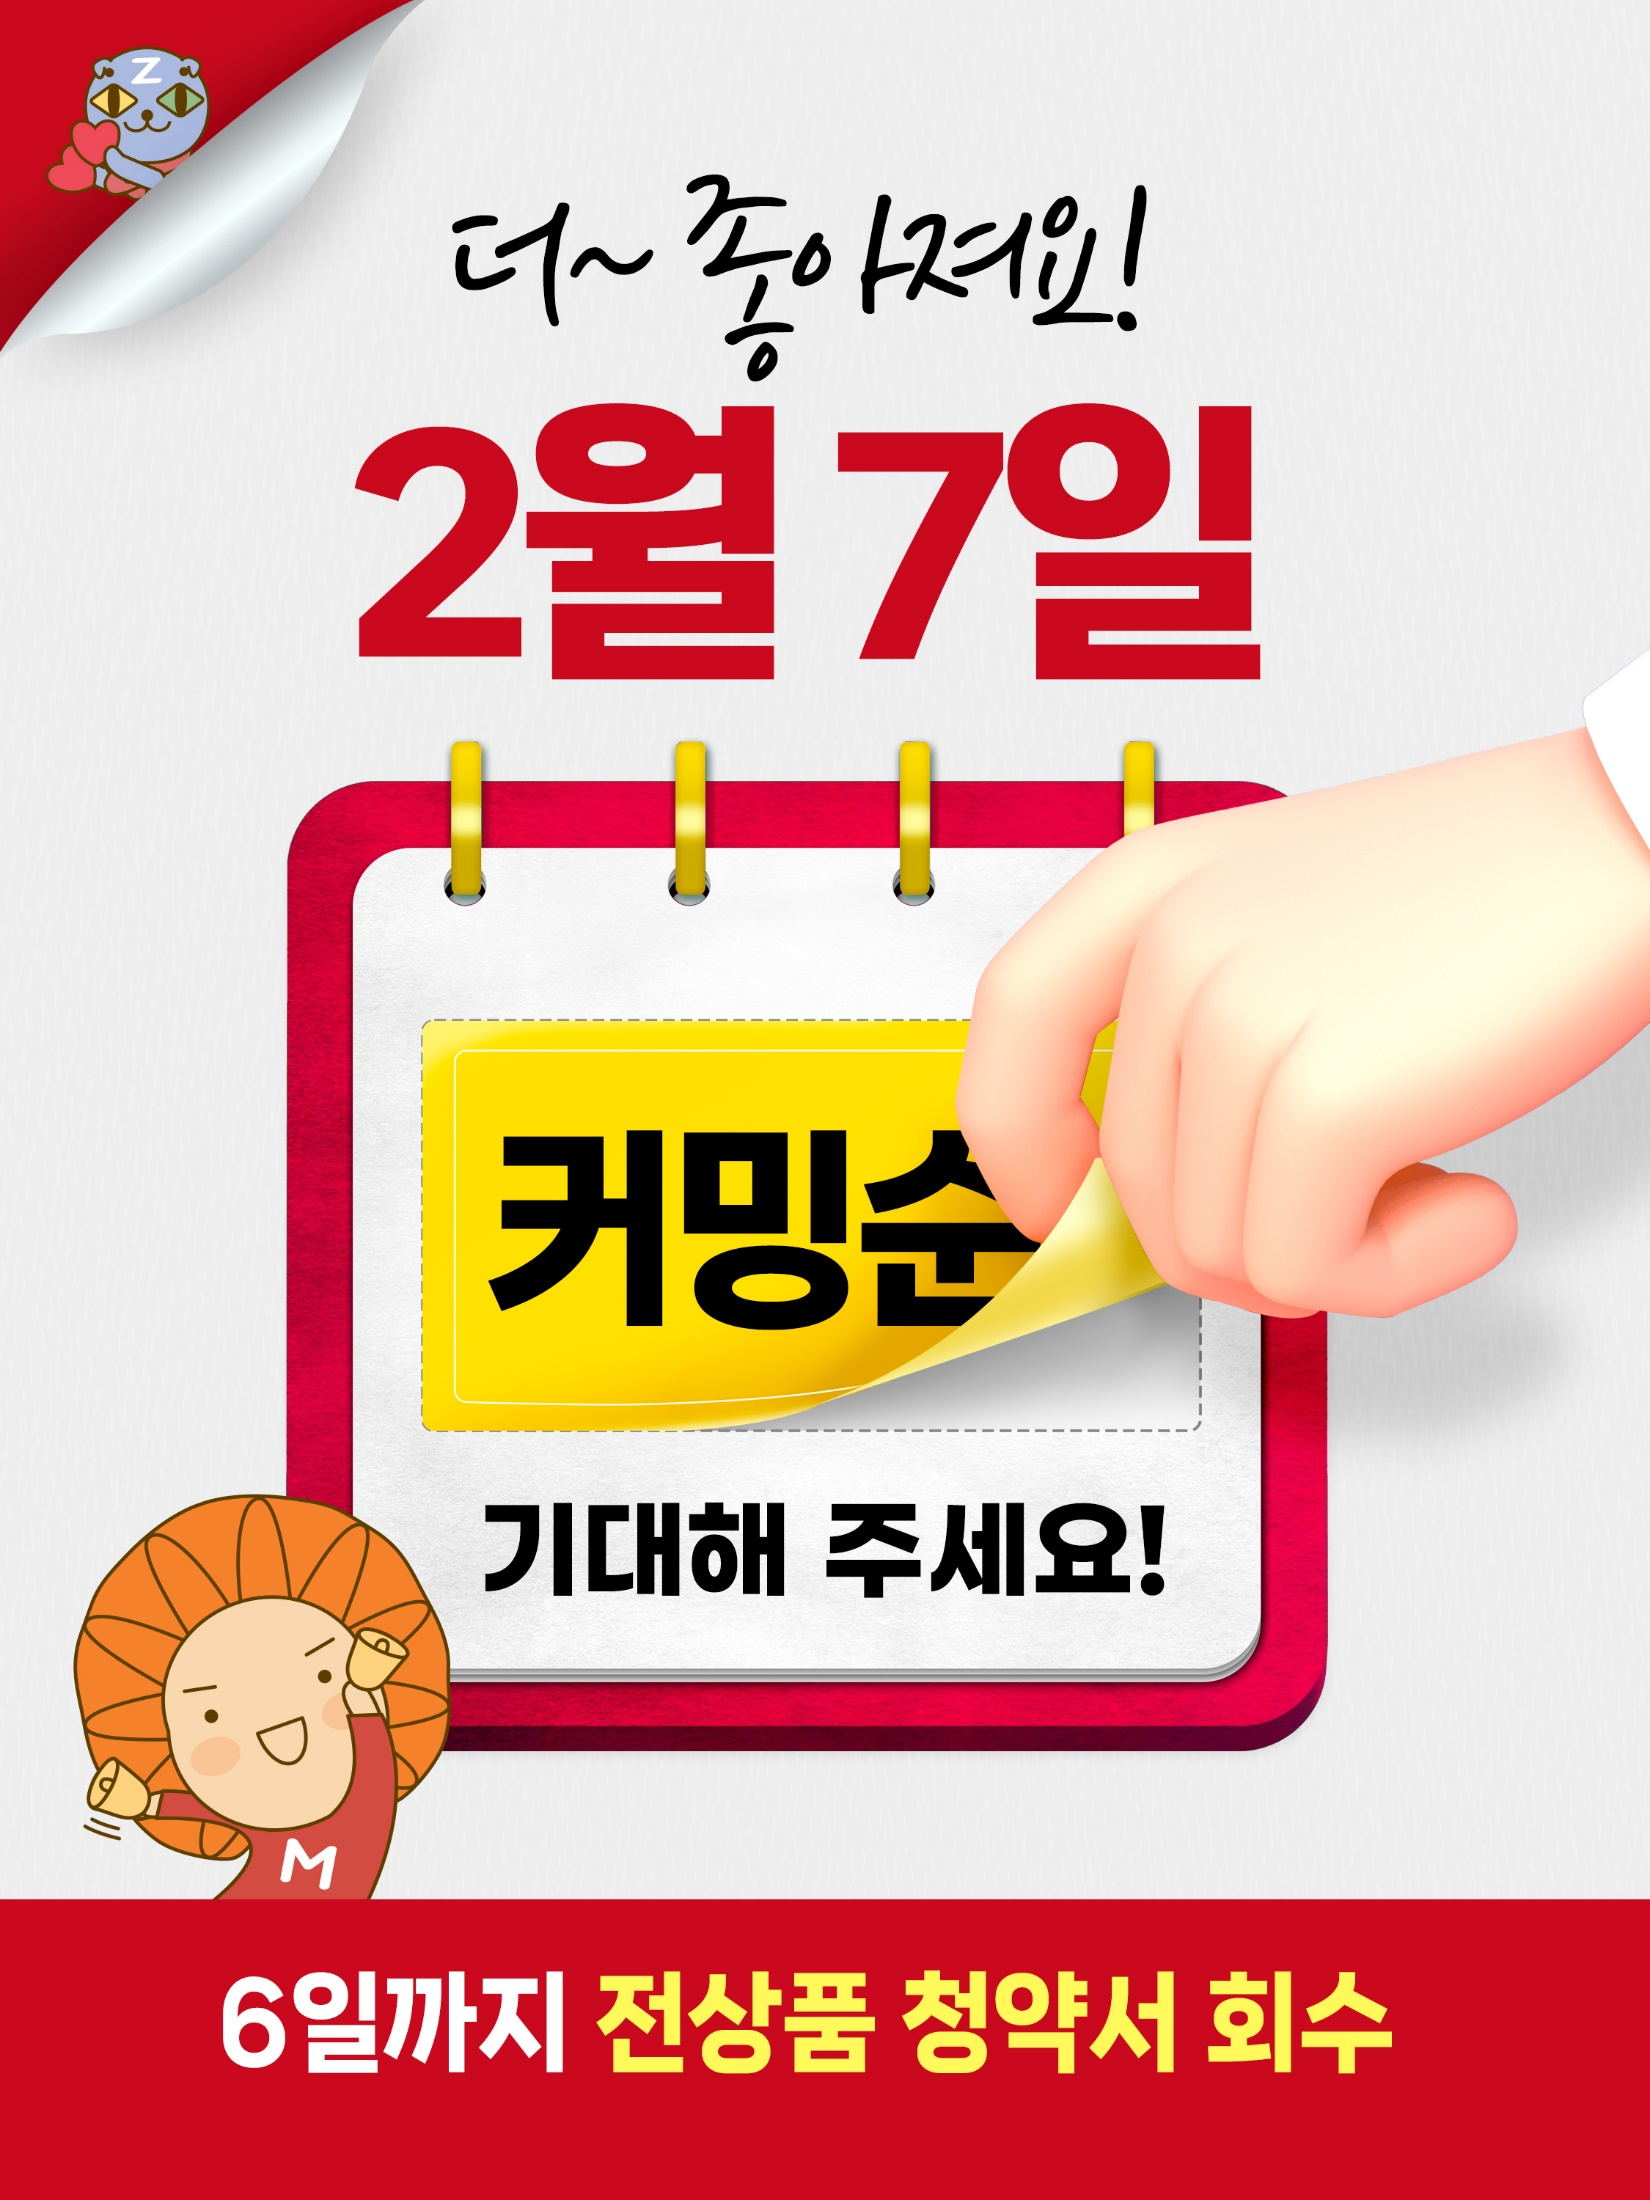 Z
더~ 좋아져요!
2월 7일
커밍순
기대해 주세요!
M
6일까지 전상품 청약서 회수